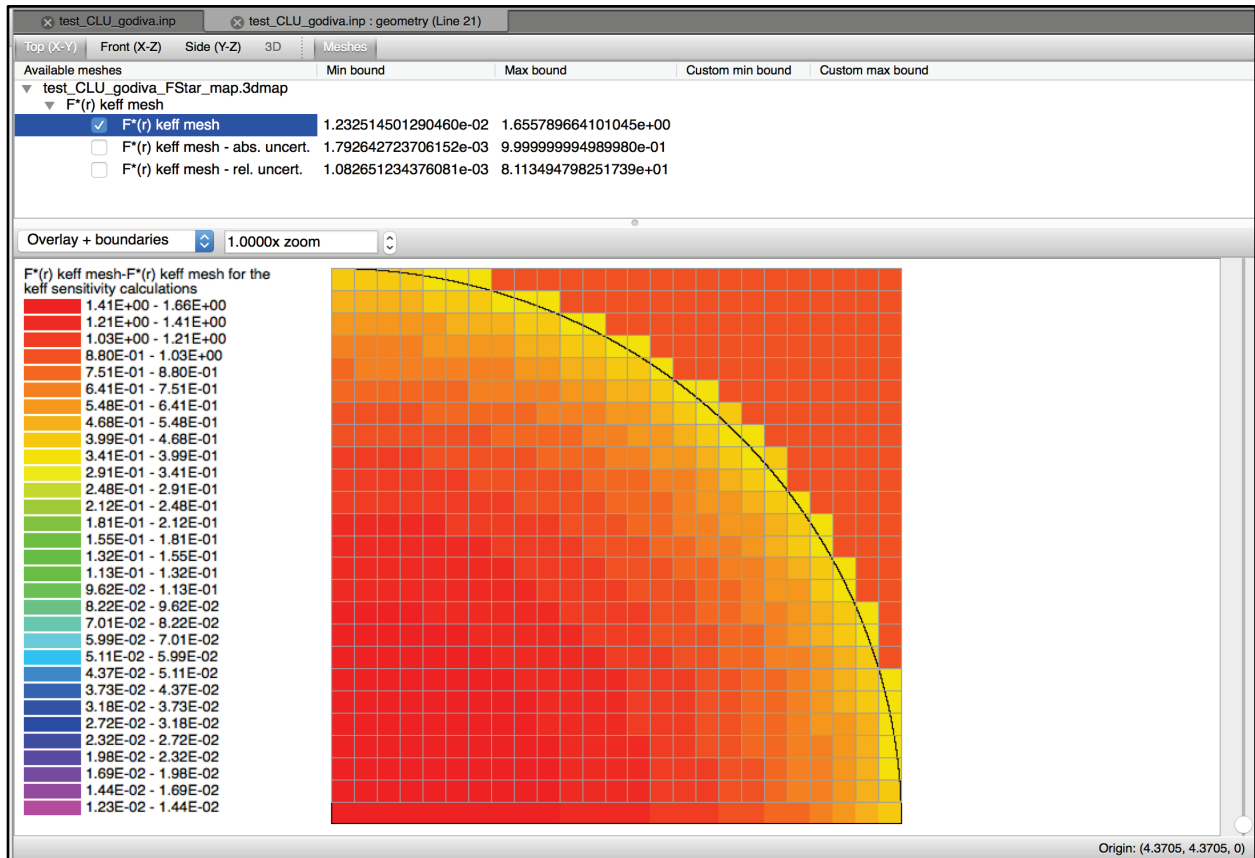 test_CLU_godiva.inp test_CLU_godiva.inp : geometry (Line 21)
Top (X-Y) Front (X-Z) Side (Y-Z) 3D Meshes
Available meshes Min bound Max bound Custom min bound Custom max bound
test_CLU_godiva_FStar_map.3dmap
F*(r) keff mesh
F*(r) keff mesh 1.232514501290460e-02 1.655789664101045e+00
F*(r) keff mesh - abs. uncert. 1.792642723706152e-03 9.999999994989980e-01
F*(r) keff mesh - rel. uncert. 1.082651234376081e-03 8.113494798251739e+01
Overlay + boundaries 1.0000x zoom
F*(r) keff mesh-F*(r) keff mesh for the
keff sensitivity calculations
1.41E+00 - 1.66E+00
1.21E+00 - 1.41E+00
1.03E+00 - 1.21E+00
8.80E-01 - 1.03E+00
7.51E-01 - 8.80E-01
6.41E-01 - 7.51E-01
5.48E-01 - 6.41E-01
4.68E-01 - 5.48E-01
3.99E-01 - 4.68E-01
3.41E-01 - 3.99E-01
2.91E-01 - 3.41E-01
2.48E-01 - 2.91E-01
2.12E-01 - 2.48E-01
1.81E-01 - 2.12E-01
1.55E-01 - 1.81E-01
1.32E-01 - 1.55E-01
1.13E-01 - 1.32E-01
9.62E-02 - 1.13E-01
8.22E-02 - 9.62E-02
7.01E-02 - 8.22E-02
5.99E-02 - 7.01E-02
5.11E-02 - 5.99E-02
4.37E-02 - 5.11E-02
3.73E-02 - 4.37E-02
3.18E-02 - 3.73E-02
2.72E-02 - 3.18E-02
2.32E-02 - 2.72E-02
1.98E-02 - 2.32E-02
1.69E-02 - 1.98E-02
1.44E-02 - 1.69E-02
1.23E-02 - 1.44E-02
Origin: (4.3705, 4.3705, 0)